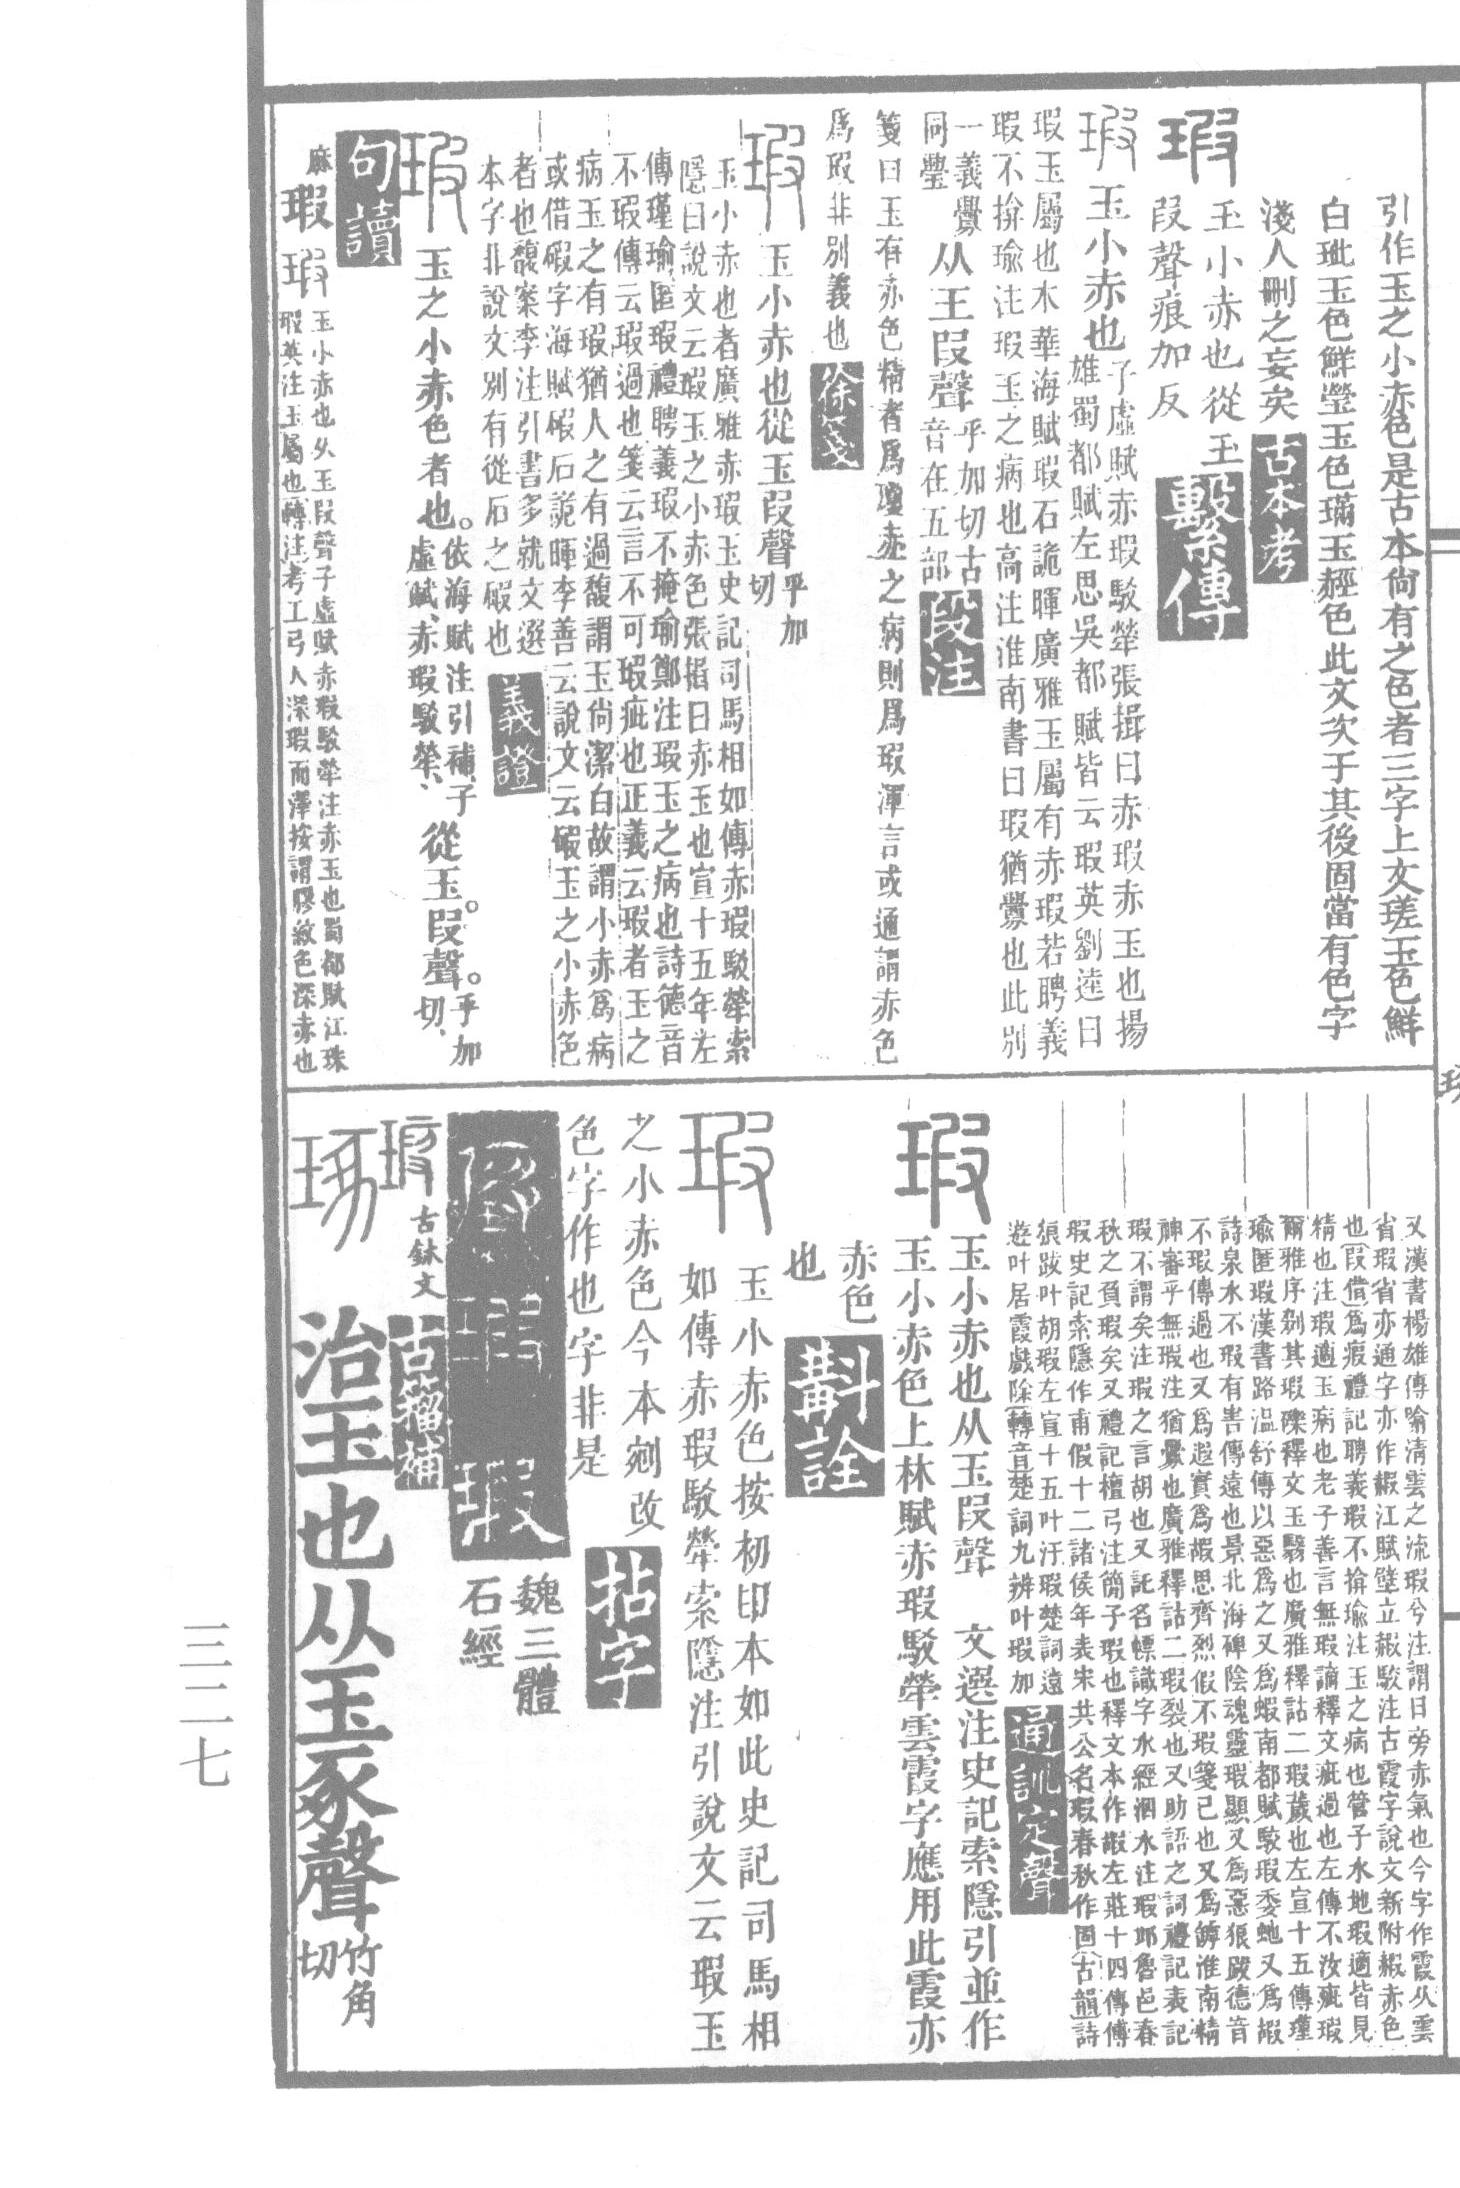 引作玉之小赤色是古本尙有之色者三字上文瑳玉色鮮
白玼玉色鮮瑩玉色璊玉經色此文次于其後固當有色字
淺人刪之妄矣 古本考
瑕 玉小赤也從玉
叚聲痕加反 繫傳
瑕 玉小赤也 子虛賦赤瑕駁犖張揖曰赤瑕赤玉也揚
雄蜀都賦左思吳都賦皆云瑕英劉逵曰
瑕玉屬也木華海賦瑕石詭暉廣雅玉屬有赤瑕若聘義
瑕不揜瑜注瑕玉之病也高注淮南書曰瑕猶釁也此別
一義釁 从王叚聲 乎加切古
同璺 音在五部 段注
箋曰玉有赤色精者爲瓊赤之病則爲瑕渾言或通謂赤色
爲瑕非別義也 徐箋
瑕 玉小赤也從玉叚聲 乎加
切
玉小赤也者廣雅赤瑕玉史記司馬相如傳赤瑕駁犖索
隱曰說文云瑕玉之小赤色張揖曰赤玉也宣十五年左
傳瑾瑜匿瑕禮聘義瑕不掩瑜鄭注瑕玉之病也詩德音
不瑕傳云瑕過也箋云言不可瑕疵也正義云瑕者玉之
病玉之有瑕猶人之有過馥謂玉尙潔白故謂小赤爲病
或借碬字海賦碬石詭暉李善云說文云碬玉之小赤色
者也馥案李注引書多就文選
本字非說文別有從石之碬也 義證
瑕 玉之小赤色者也。 依海賦注引補、子
虛賦、赤瑕駁犖、 從玉。叚聲。 乎加
切、
句讀
麻 瑕 瑕 玉小赤也从玉叚聲子虛賦赤瑕駁犖注赤玉也蜀都賦江珠
瑕英注玉屬也轉注考工弓人深瑕而澤按謂膠放色深赤也
又漢書楊雄傳噏淸雲之流瑕兮注謂日旁赤氣也今字作霞从雲
省瑕省亦通字亦作赮江賦壁立赮駁注古霞字說文新附赮赤色
也叚借爲瘕禮記聘義瑕不揜瑜注玉之病也管子水地瑕適皆見
精也注瑕適玉病也老子善言無瑕讁釋文疵過也左傳不汝疵瑕
爾雅序剟其瑕礫釋文玉翳也廣雅釋詁二瑕薉也左宣十五傳瑾
瑜匿瑕漢書路溫舒傳以惡爲之又爲蝦南都賦駁瑕委蛇又爲嘏
詩泉水不瑕有害傳遠也景北海碑陰魂靈瑕顯又爲惡狼跋德音
不瑕傳過也又爲遐實爲嘏思齊烈假不瑕箋已也又爲罅淮南精
神審乎無瑕注猶釁也廣雅釋詁二瑕裂也又助語之詞禮記表記
瑕不謂矣注瑕之言胡也又託名幖識字水經泗水注瑕邱魯邑春
秋之負瑕矣又禮記檀弓注簡子瑕也釋文本作嘏左莊十四傳傅
瑕史記索隱作甫假十二諸侯年表宋共公名瑕春秋作固古韻詩
狼跋叶胡瑕左宣十五叶汙瑕楚詞遠
遊叶居霞戲除轉音楚詞九辨叶瑕加 通訓定聲
瑕 玉小赤也从玉叚聲 文選注史記索隱引並作
玉小赤色上林賦赤瑕駁犖雲霞字應用此霞亦
赤色
也 斠詮
瑕 玉小赤色按初印本如此史記司馬相
如傳赤瑕駁犖索隱注引說文云瑕玉
之小赤色今本剜改
色字作也字非是 拈字
魏三體
石經
古鉥文 古籀補
治玉也从玉豖聲 竹角
切
三二七